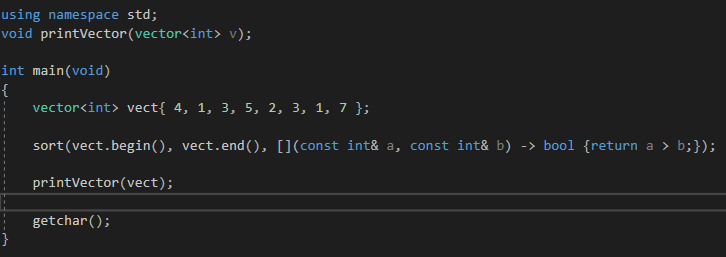 using namespace std;
void printVector(vector<int> v);
int main(void)
{
vector<int> vect{ 4, 1, 3, 5, 2, 3, 1, 7 };
sort(vect.begin(), vect.end(), [](const int& a, const int& b) -> bool {return a > b;});
printVector(vect);
getchar();
}